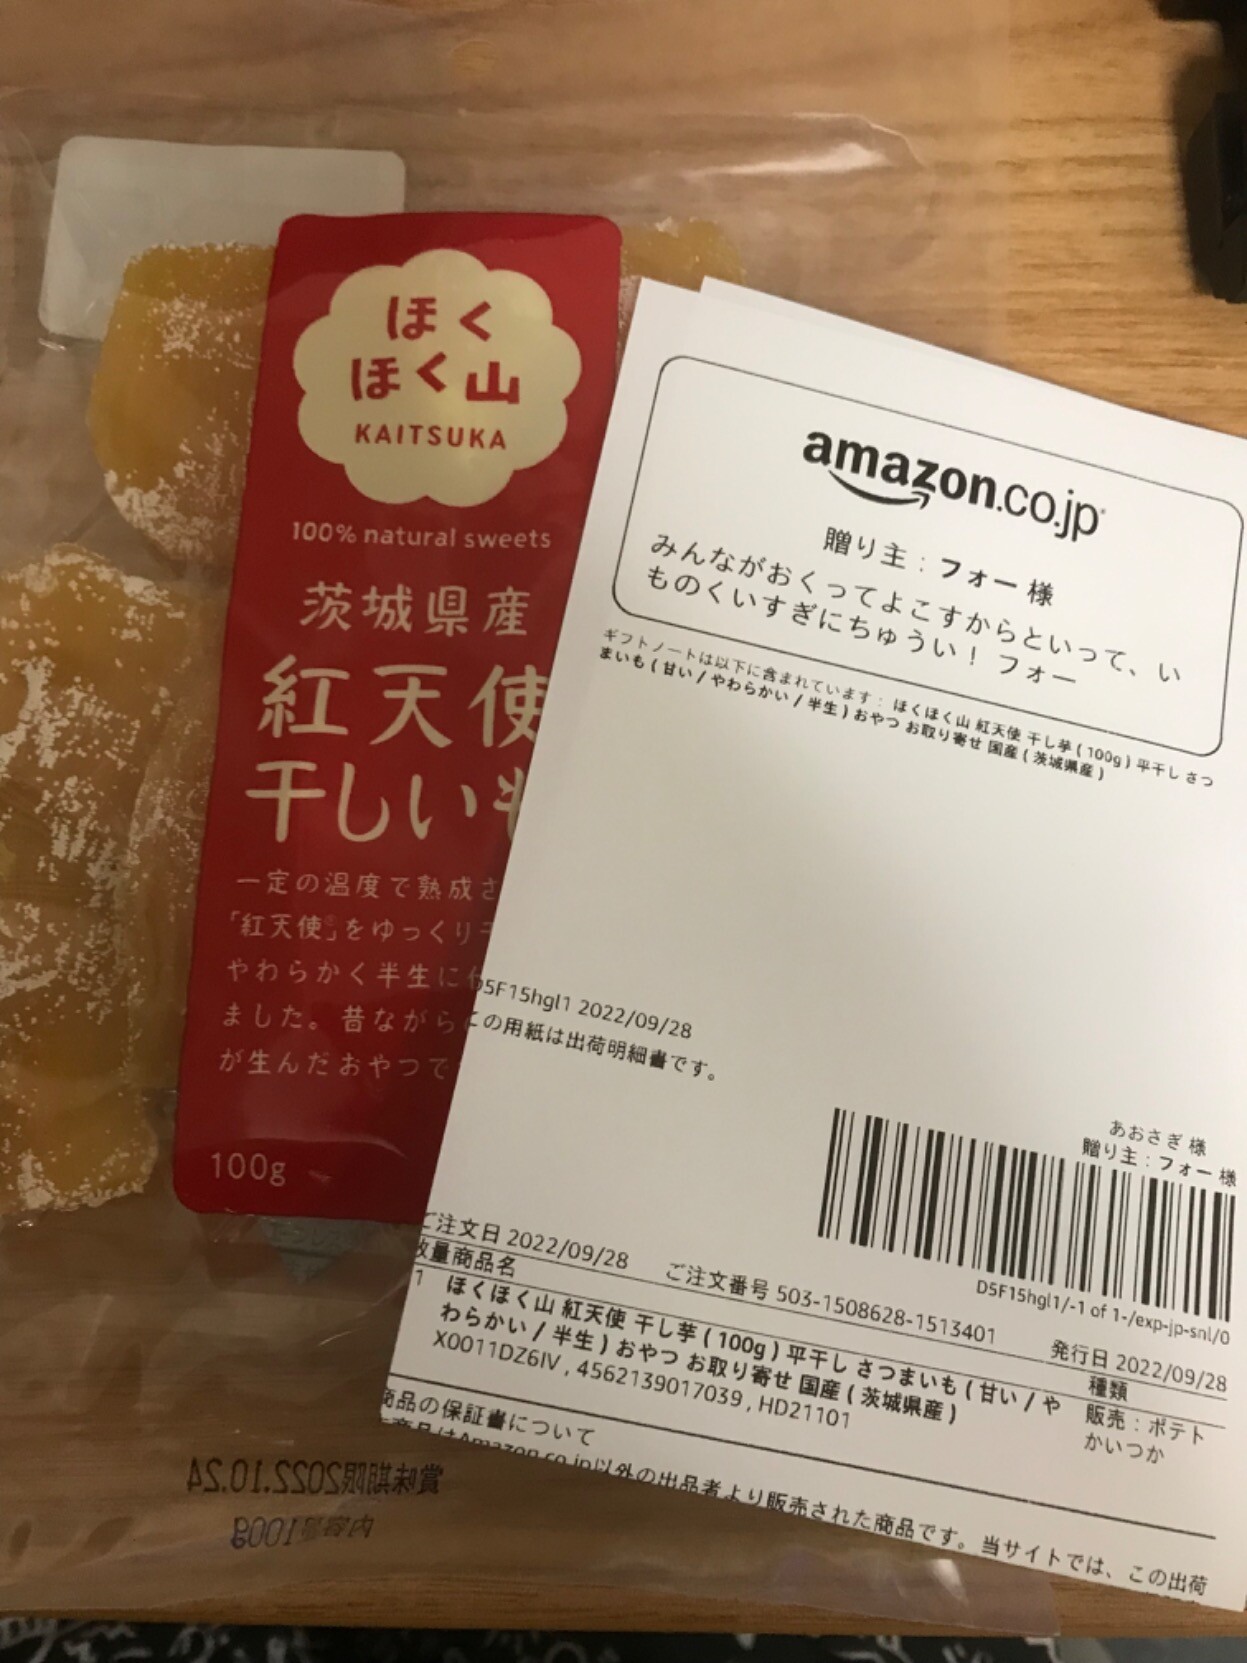 ほく
ほく山
KAITSUKA
100% natural sweets
茨城県産
紅天使
干しい
一定の温度で熟成さ
「紅天使」をゆっくり
やわらかく半生に
ました。昔ながら
が生んだおやつで
100g
賞味期限2022.10.24
内容量100g
amazon.co.jp
贈り主:フォー 様
みんながおくってよこすからといって、い
ものくいすぎにちゅうい! フォー
ギフトノートは以下に含まれています: ほくほく山 紅天使 干し芋 ( 100g ) 平干し さつ
まいも ( 甘い / やわらかい / 半生 ) おやつ お取り寄せ 国産 ( 茨城県産 )
D5F15hgl1 2022/09/28
この用紙は出荷明細書です。
あおさぎ 様
贈り主:フォー 様
D5F15hgl1/-1 of 1-/exp-jp-snl/0
ご注文日 2022/09/28 ご注文番号 503-1508628-1513401 発行日 2022/09/28
数量商品名 種類
1 ほくほく山 紅天使 干し芋 ( 100g ) 平干し さつまいも ( 甘い / や 販売:ポテト
わらかい / 半生 ) おやつ お取り寄せ 国産 ( 茨城県産 ) かいつか
X0011DZ6IV , 4562139017039 , HD21101
商品の保証書について
商品はAmazon.co.jp以外の出品者より販売された商品です。当サイトでは、この出荷